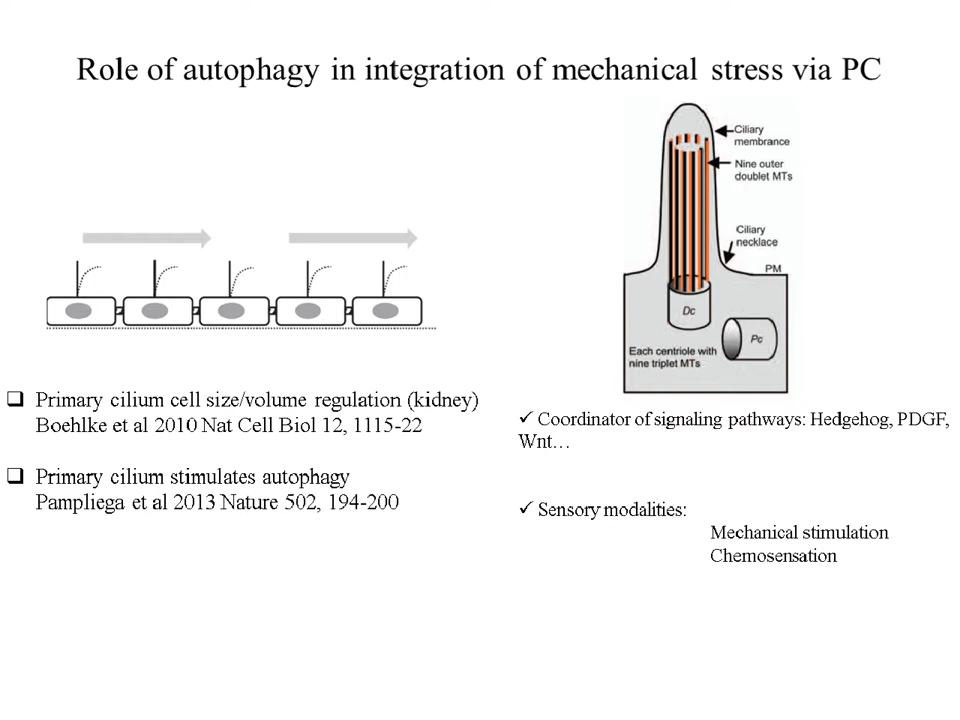 Role of autophagy in integration of mechanical stress via PC
Ciliary
membrance
Nine outer
doublet MTs
Ciliary
necklace
PM
Dc
Pc
Each centriole with
nine triplet MTs
Primary cilium cell size/volume regulation (kidney)
Boehlke et al 2010 Nat Cell Biol 12, 1115-22
Primary cilium stimulates autophagy
Pampliega et al 2013 Nature 502, 194-200
✓ Coordinator of signaling pathways: Hedgehog, PDGF,
Wnt…
✓ Sensory modalities:
Mechanical stimulation
Chemosensation